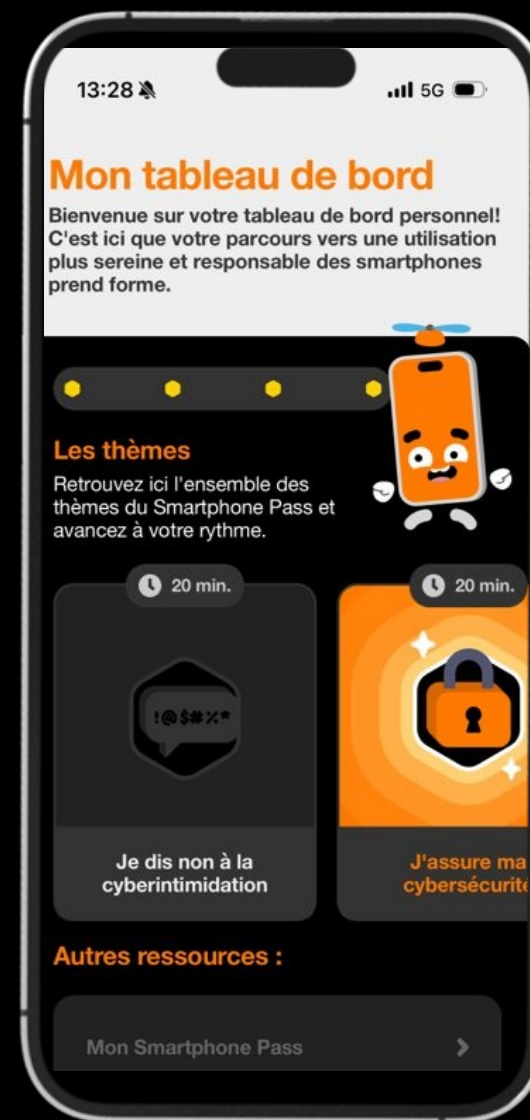 13:28
5G
Mon tableau de bord
Bienvenue sur votre tableau de bord personnel!
C'est ici que votre parcours vers une utilisation
plus sereine et responsable des smartphones
prend forme.
Les thèmes
Retrouvez ici l'ensemble des
thèmes du Smartphone Pass et
avancez à votre rythme.
20 min.
!@$#%*
Je dis non à la
cyberintimidation
20 min.
J'assure ma
cybersécurité
Autres ressources :
Mon Smartphone Pass